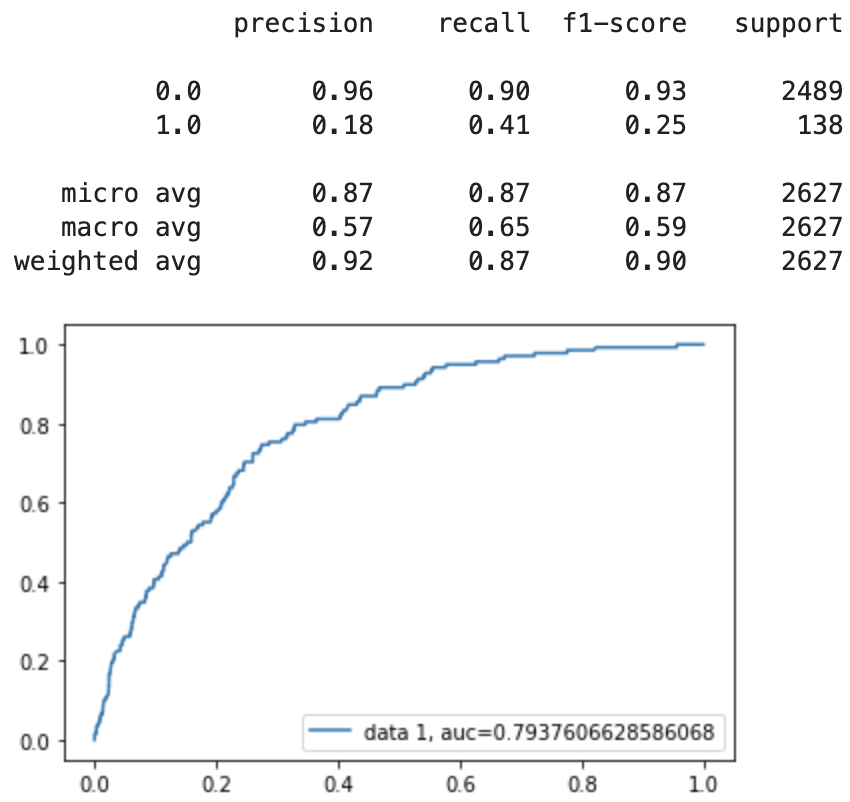 precision recall f1-score support
0.0 0.96 0.90 0.93 2489
1.0 0.18 0.41 0.25 138
micro avg 0.87 0.87 0.87 2627
macro avg 0.57 0.65 0.59 2627
weighted avg 0.92 0.87 0.90 2627
1.0
0.8
0.6
0.4
0.2
0.0
data 1, auc=0.7937606628586068
0.0 0.2 0.4 0.6 0.8 1.0